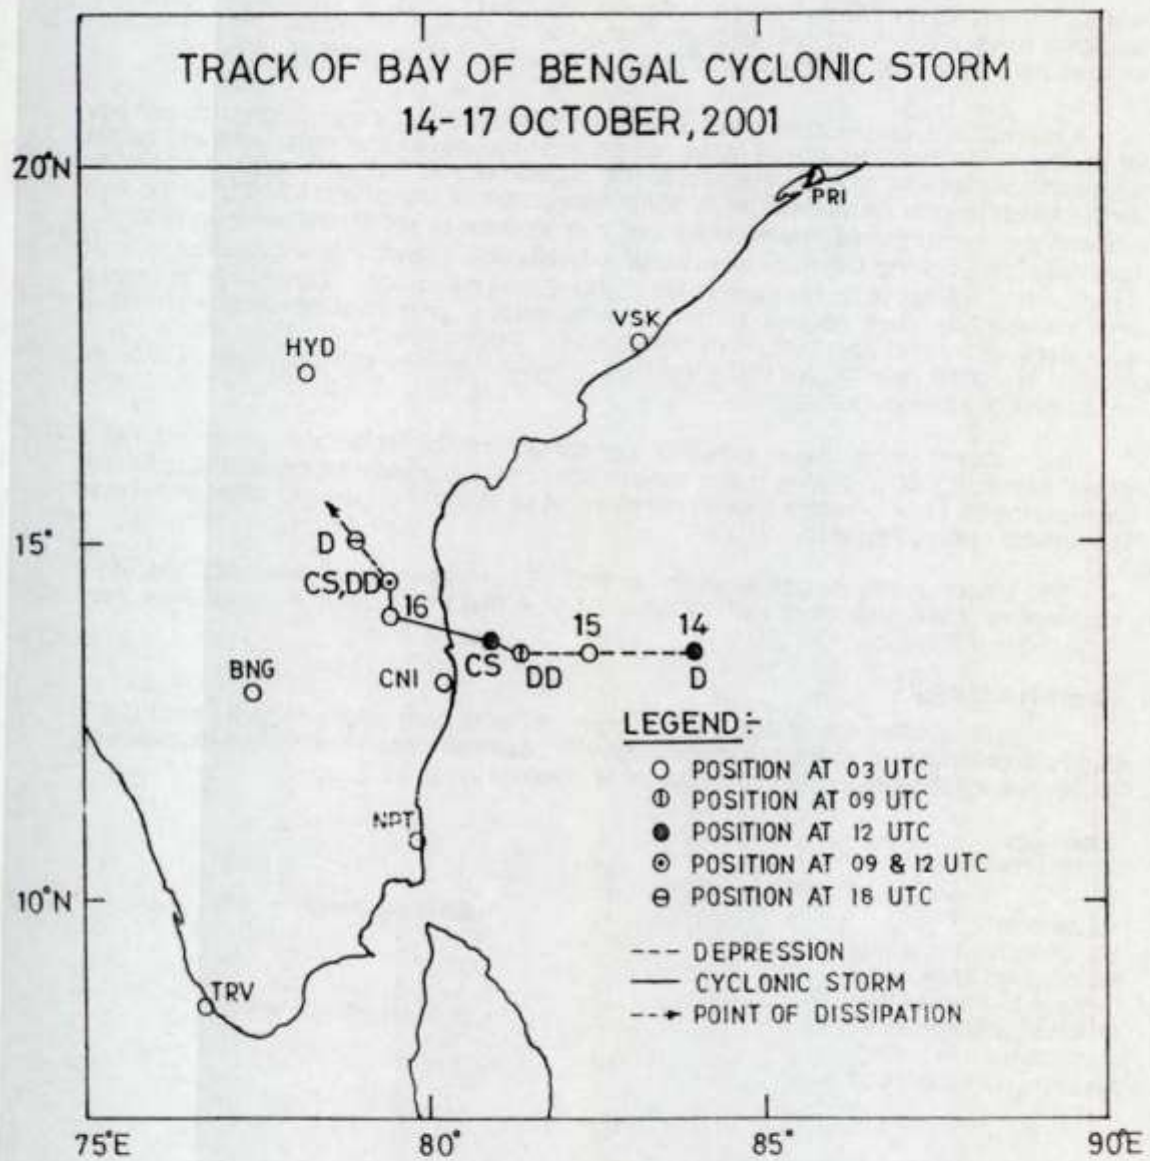 TRACK OF BAY OF BENGAL CYCLONIC STORM
14-17 OCTOBER, 2001
20°N
PRI
VSK
HYD
15°
D
CS,DD
16
15
14
CS
DD
D
BNG
CNI
LEGEND:-
POSITION AT 03 UTC
POSITION AT 09 UTC
POSITION AT 12 UTC
POSITION AT 09 & 12 UTC
POSITION AT 18 UTC
NPT
10°N
DEPRESSION
CYCLONIC STORM
POINT OF DISSIPATION
TRV
75°E
80°
85°
90°E